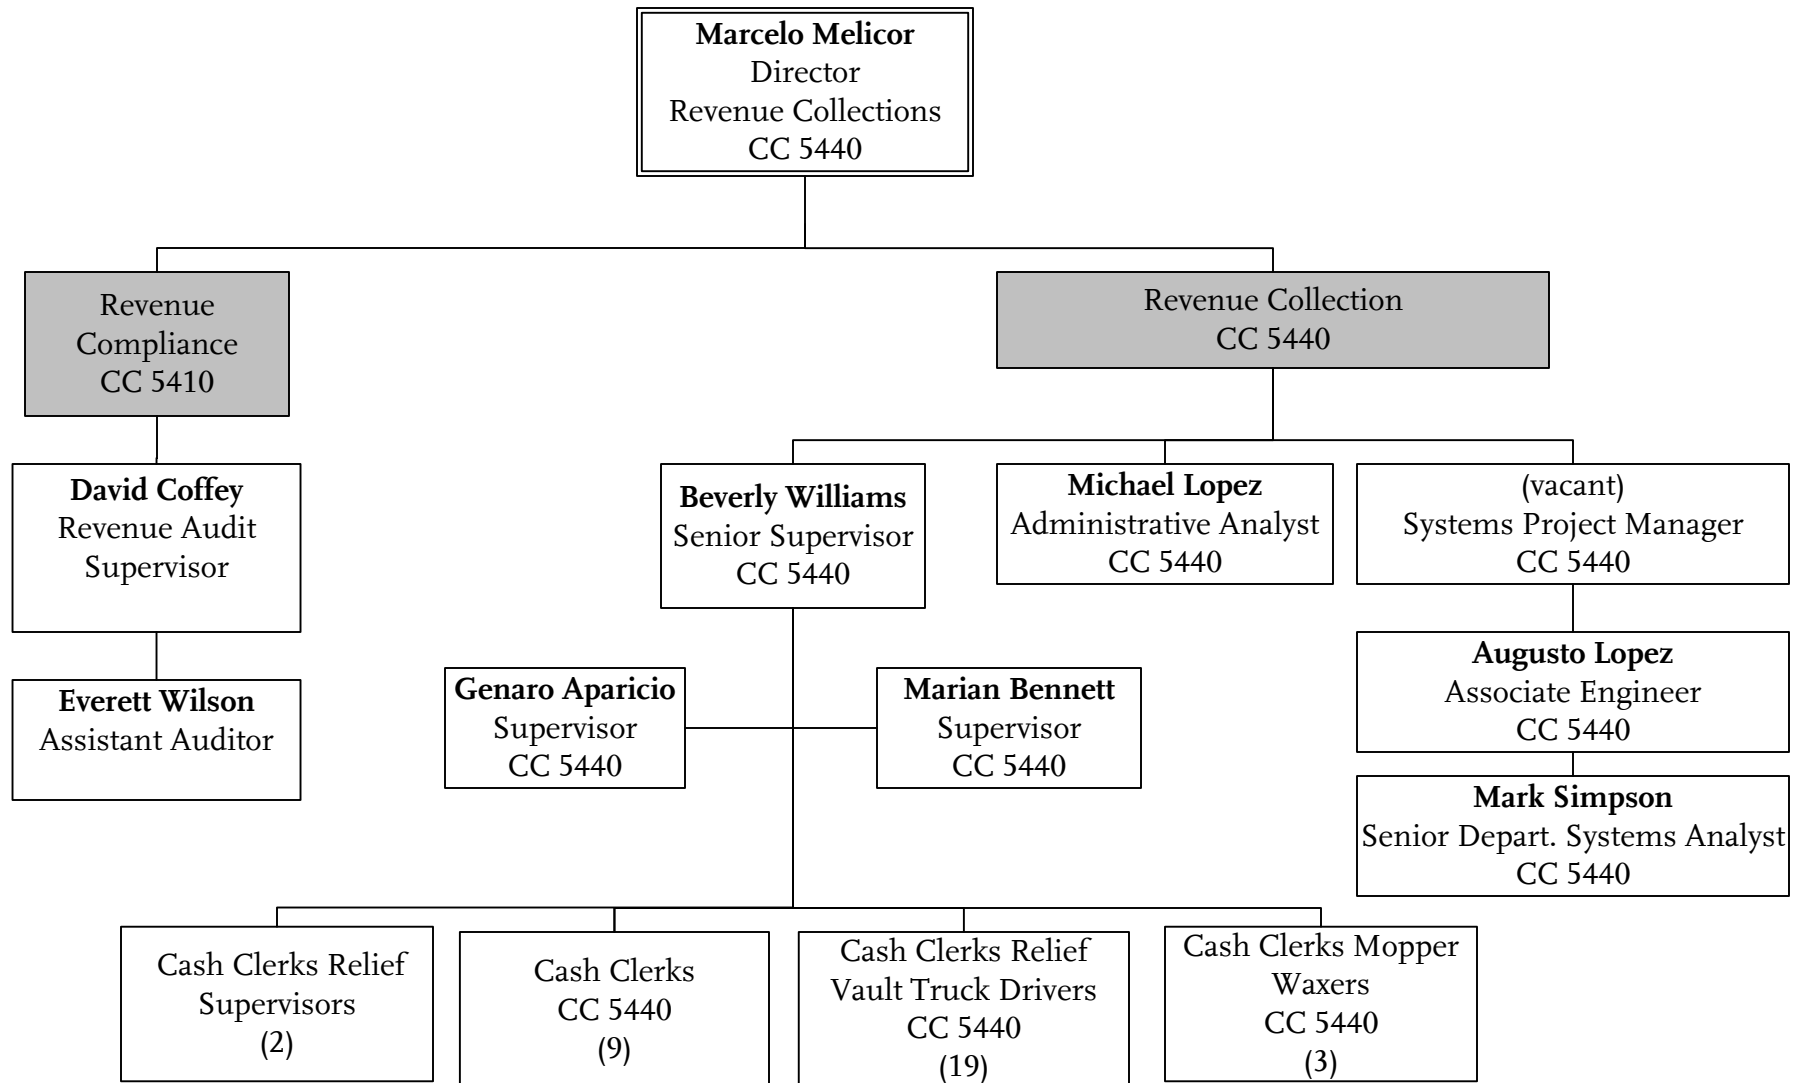 Marcelo Melicor
Director
Revenue Collections
CC 5440
Revenue
Compliance
CC 5410
Revenue Collection
CC 5440
David Coffey
Revenue Audit
Supervisor
Beverly Williams
Senior Supervisor
CC 5440
Michael Lopez
Administrative Analyst
CC 5440
(vacant)
Systems Project Manager
CC 5440
Everett Wilson
Assistant Auditor
Genaro Aparicio
Supervisor
CC 5440
Marian Bennett
Supervisor
CC 5440
Augusto Lopez
Associate Engineer
CC 5440
Mark Simpson
Senior Depart. Systems Analyst
CC 5440
Cash Clerks Relief
Supervisors
(2)
Cash Clerks
CC 5440
(9)
Cash Clerks Relief
Vault Truck Drivers
CC 5440
(19)
Cash Clerks Mopper
Waxers
CC 5440
(3)